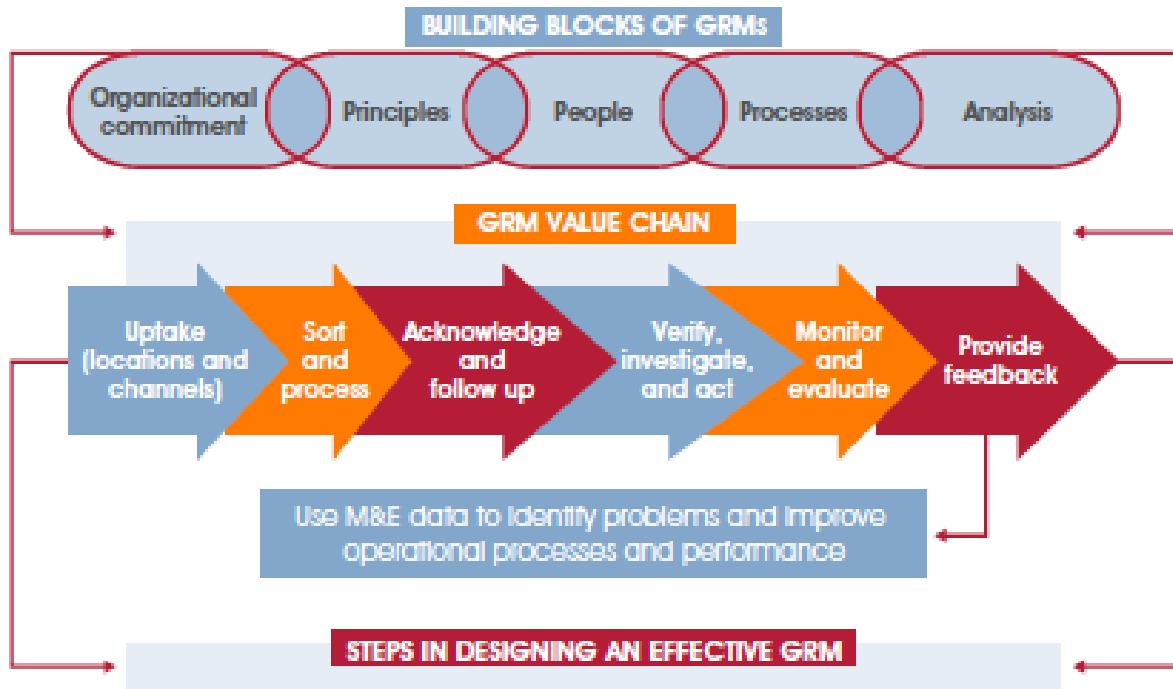 BUILDING BLOCKS OF GRMs
Organizational
commitment
Principles
People
Processes
Analysis
GRM VALUE CHAIN
Uptake
(locations and
channels)
Sort
and
process
Acknowledge
and
follow up
Verify,
investigate,
and act
Monitor
and
evaluate
Provide
feedback
Use M&E data to identify problems and improve
operational processes and performance
STEPS IN DESIGNING AN EFFECTIVE GRM